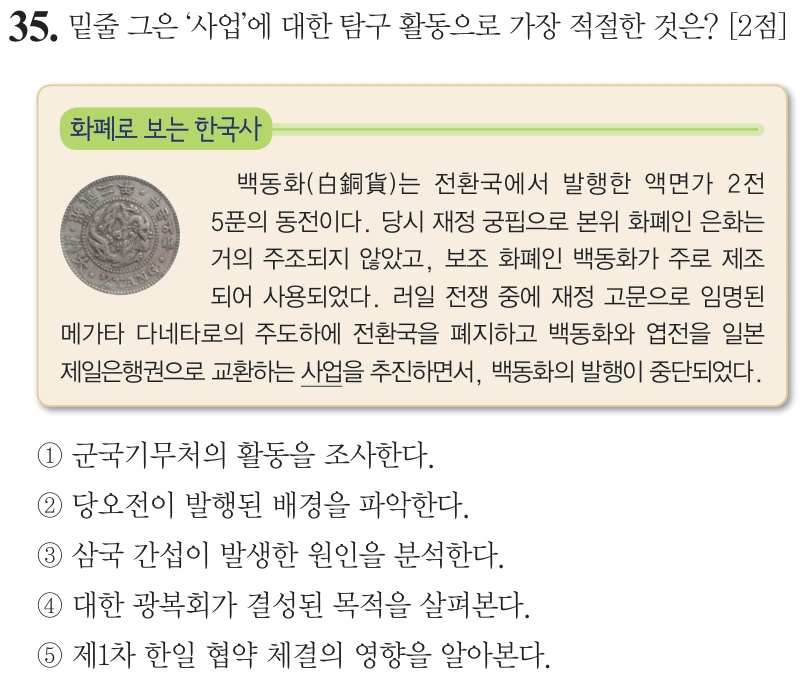 35. 밑줄 그은 ‘사업’에 대한 탐구 활동으로 가장 적절한 것은? [2점]
화폐로 보는 한국사
백동화(白銅貨)는 전환국에서 발행한 액면가 2전
5푼의 동전이다. 당시 재정 궁핍으로 본위 화폐인 은화는
거의 주조되지 않았고, 보조 화폐인 백동화가 주로 제조
되어 사용되었다. 러일 전쟁 중에 재정 고문으로 임명된
메가타 다네타로의 주도하에 전환국을 폐지하고 백동화와 엽전을 일본
제일은행권으로 교환하는 사업을 추진하면서, 백동화의 발행이 중단되었다.
① 군국기무처의 활동을 조사한다.
② 당오전이 발행된 배경을 파악한다.
③ 삼국 간섭이 발생한 원인을 분석한다.
④ 대한 광복회가 결성된 목적을 살펴본다.
⑤ 제1차 한일 협약 체결의 영향을 알아본다.